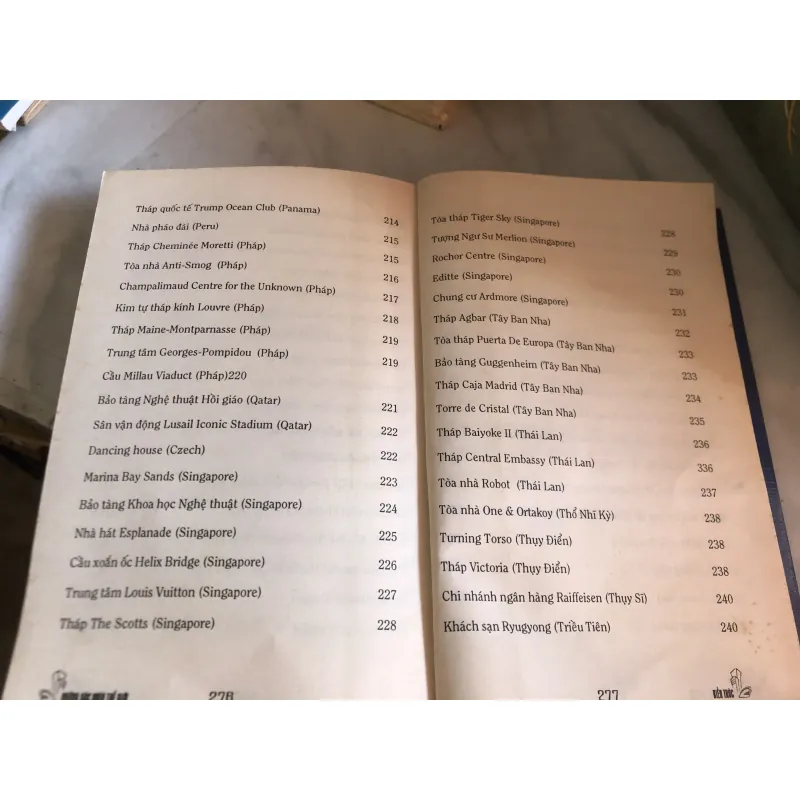 Tháp quốc tế Trump Ocean Club (Panama) 214
Nhà pháo đài (Peru) 215
Tháp Cheminée Moretti (Pháp) 215
Tòa nhà Anti-Smog (Pháp) 216
Champalimaud Centre for the Unknown (Pháp) 217
Kim tự tháp kính Louvre (Pháp) 218
Tháp Maine-Montparnasse (Pháp) 219
Trung tâm Georges-Pompidou (Pháp) 219
Cầu Millau Viaduct (Pháp)220
Bảo tàng Nghệ thuật Hồi giáo (Qatar) 221
Sân vận động Lusail Iconic Stadium (Qatar) 222
Dancing house (Czech) 222
Marina Bay Sands (Singapore) 223
Bảo tàng Khoa học Nghệ thuật (Singapore) 224
Nhà hát Esplanade (Singapore) 225
Cầu xoắn ốc Helix Bridge (Singapore) 226
Trung tâm Louis Vuitton (Singapore) 227
Tháp The Scotts (Singapore) 228
276
Tòa tháp Tiger Sky (Singapore) 228
Tượng Ngư Sư Merlion (Singapore) 229
Rochor Centre (Singapore) 230
Editte (Singapore) 230
Chung cư Ardmore (Singapore) 231
Tháp Agbar (Tây Ban Nha) 232
Tòa tháp Puerta De Europa (Tây Ban Nha) 233
Bảo tàng Guggenheim (Tây Ban Nha) 233
Tháp Caja Madrid (Tây Ban Nha) 234
Torre de Cristal (Tây Ban Nha) 235
Tháp Baiyoke II (Thái Lan) 236
Tháp Central Embassy (Thái Lan) 336
Tòa nhà Robot (Thái Lan) 237
Tòa nhà One & Ortakoy (Thổ Nhĩ Kỳ) 238
Turning Torso (Thụy Điển) 238
Tháp Victoria (Thụy Điển) 238
Chi nhánh ngân hàng Raiffeisen (Thụy Sĩ) 240
Khách sạn Ryugyong (Triều Tiên) 240
277 KIẾN TRÚC